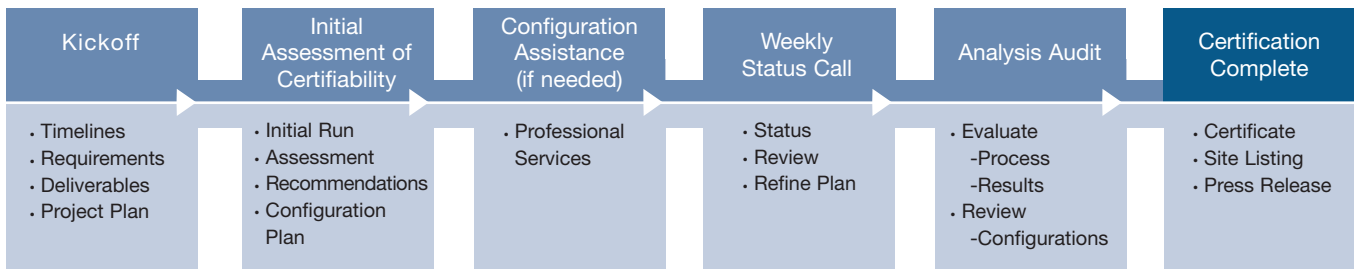 Kickoff
· Timelines
· Requirements
· Deliverables
· Project Plan
Initial
Assessment of
Certifiability
· Initial Run
· Assessment
· Recommendations
· Configuration
Plan
Configuration
Assistance
(if needed)
· Professional
Services
Weekly
Status Call
· Status
· Review
· Refine Plan
Analysis Audit
· Evaluate
-Process
-Results
· Review
-Configurations
Certification
Complete
· Certificate
· Site Listing
· Press Release